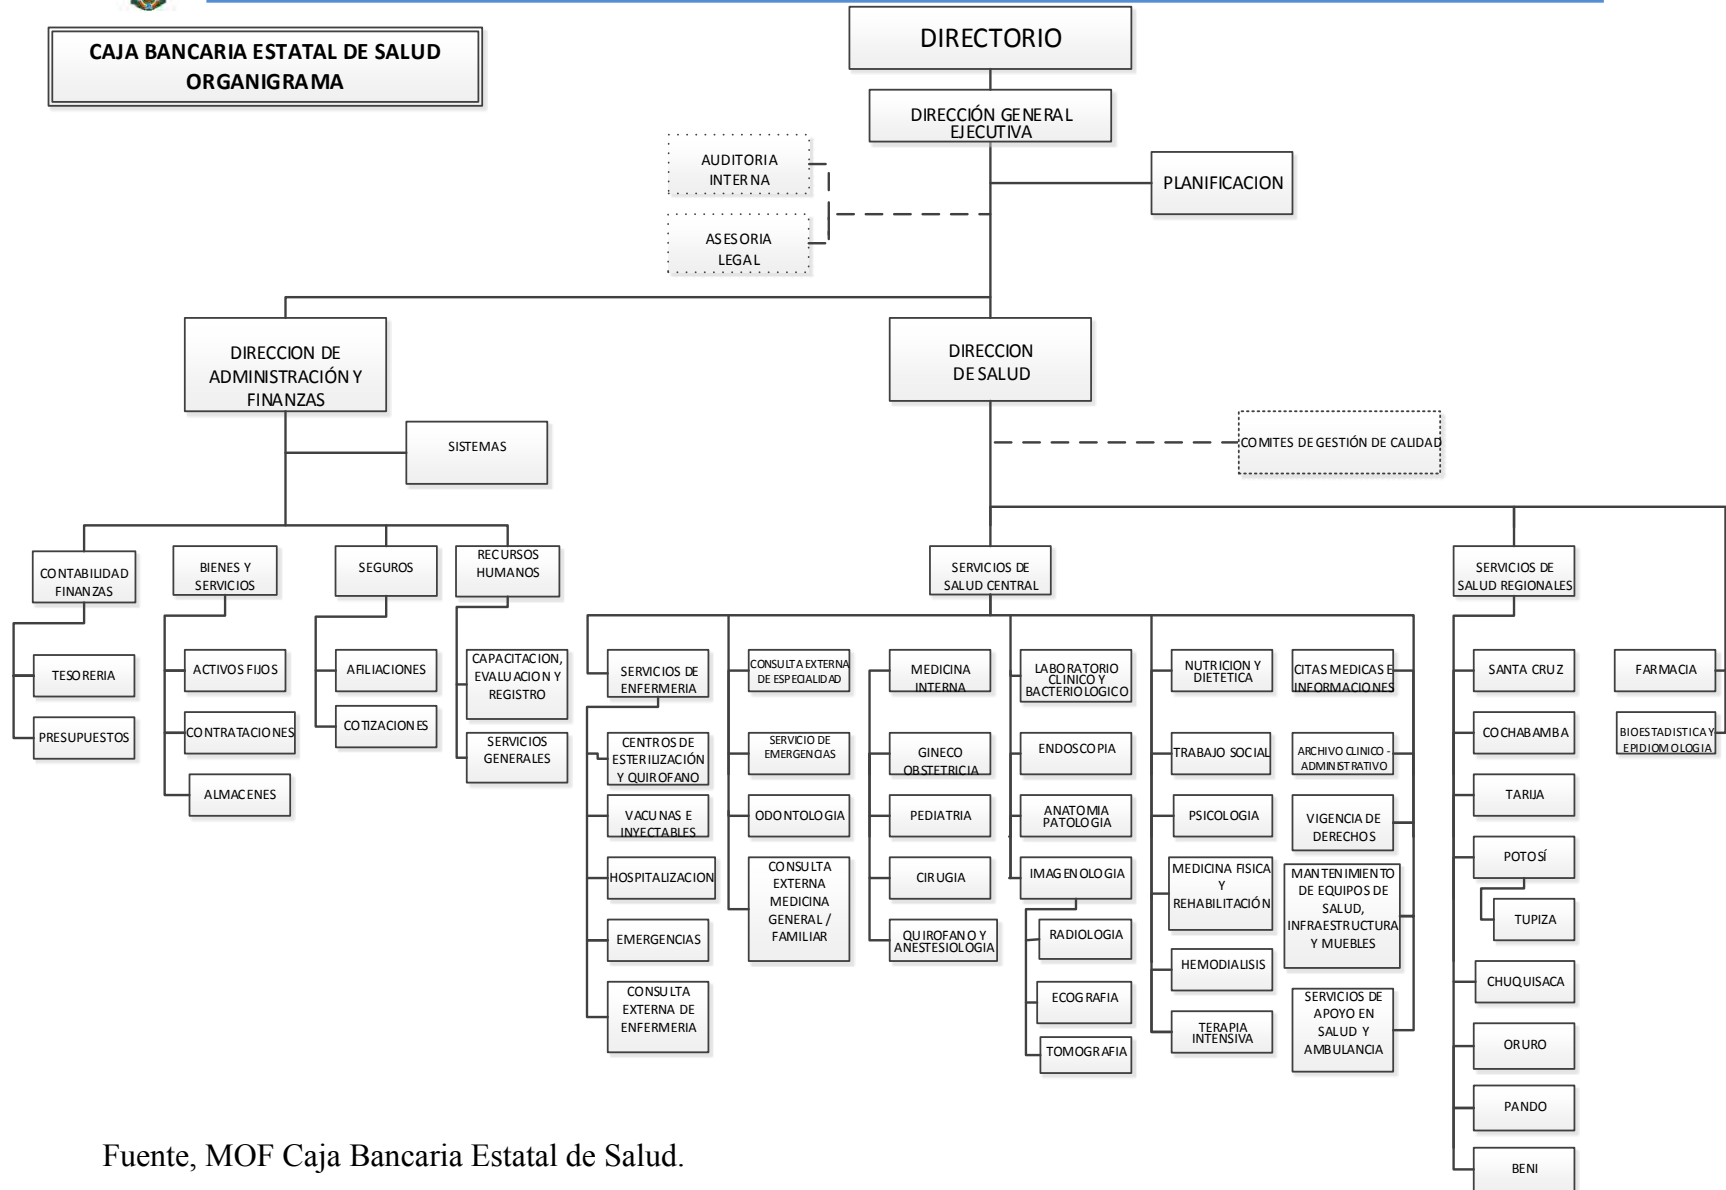 CAJA BANCARIA ESTATAL DE SALUD
ORGANIGRAMA
DIRECTORIO
DIRECCIÓN GENERAL
EJECUTIVA
AUDITORIA
INTERNA
PLANIFICACION
ASESORIA
LEGAL
DIRECCION DE
ADMINISTRACIÓN Y
FINANZAS
DIRECCION
DE SALUD
SISTEMAS
COMITES DE GESTIÓN DE CALIDAD
CONTABILIDAD
FINANZAS
BIENES Y
SERVICIOS
SEGUROS
RECURSOS
HUMANOS
SERVICIOS DE
SALUD CENTRAL
SERVICIOS DE
SALUD REGIONALES
TESORERIA
PRESUPUESTOS
ACTIVOS FIJOS
CONTRATACIONES
ALMACENES
AFILIACIONES
COTIZACIONES
CAPACITACION,
EVALUACION Y
REGISTRO
SERVICIOS
GENERALES
SERVICIOS DE
ENFERMERIA
CENTROS DE
ESTERILIZACIÓN
Y QUIROFANO
VACUNAS E
INYECTABLES
HOSPITALIZACION
EMERGENCIAS
CONSULTA
EXTERNA DE
ENFERMERIA
CONSULTA EXTERNA
DE ESPECIALIDAD
SERVICIO DE
EMERGENCIAS
ODONTOLOGIA
CONSULTA
EXTERNA
MEDICINA
GENERAL /
FAMILIAR
MEDICINA
INTERNA
GINECO
OBSTETRICIA
PEDIATRIA
CIRUGIA
QUIROFANO Y
ANESTESIOLOGIA
LABORATORIO
CLINICO Y
BACTERIOLOGICO
ENDOSCOPIA
ANATOMIA
PATOLOGIA
IMAGENOLOGIA
RADIOLOGIA
ECOGRAFIA
TOMOGRAFIA
NUTRICION Y
DIETETICA
TRABAJO SOCIAL
PSICOLOGIA
MEDICINA FISICA
Y
REHABILITACIÓN
HEMODIALISIS
TERAPIA
INTENSIVA
CITAS MEDICAS E
INFORMACIONES
ARCHIVO CLINICO -
ADMINISTRATIVO
VIGENCIA DE
DERECHOS
MANTENIMIENTO
DE EQUIPOS DE
SALUD,
INFRAESTRUCTURA
Y MUEBLES
SERVICIOS DE
APOYO EN
SALUD Y
AMBULANCIA
SANTA CRUZ
COCHABAMBA
TARIJA
POTOSÍ
TUPIZA
CHUQUISACA
ORURO
PANDO
BENI
FARMACIA
BIOESTADISTICA Y
EPIDIOMOLOGIA
Fuente, MOF Caja Bancaria Estatal de Salud.